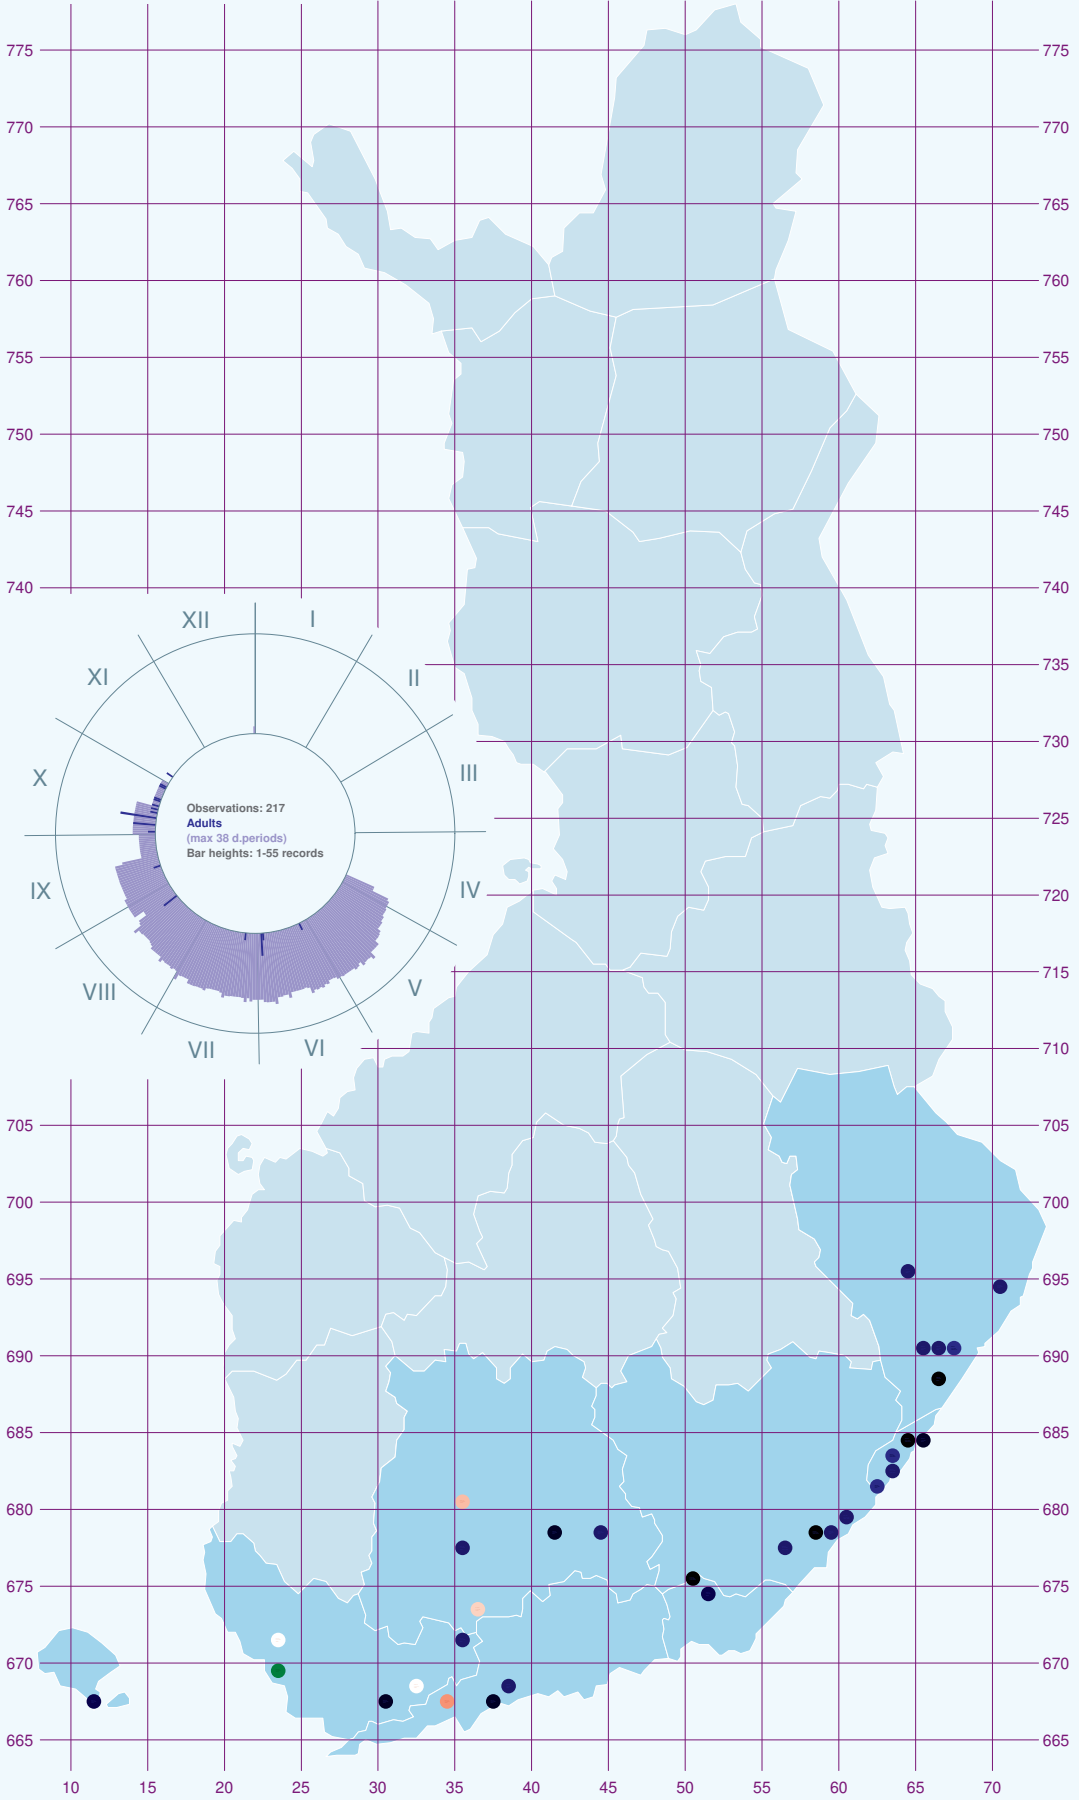 775 775
770 770
765 765
760 760
755 755
750 750
745 745
740 740
XII I
735 735
XI II
730 730
X III
725 725
Observations: 217
Adults
(max 38 d.periods)
Bar heights: 1-55 records
IX IV
720 720
715 715
VIII V
VII VI
710 710
705 705
700 700
695 695
690 690
685 685
680 680
675 675
670 670
665 665
10 15 20 25 30 35 40 45 50 55 60 65 70